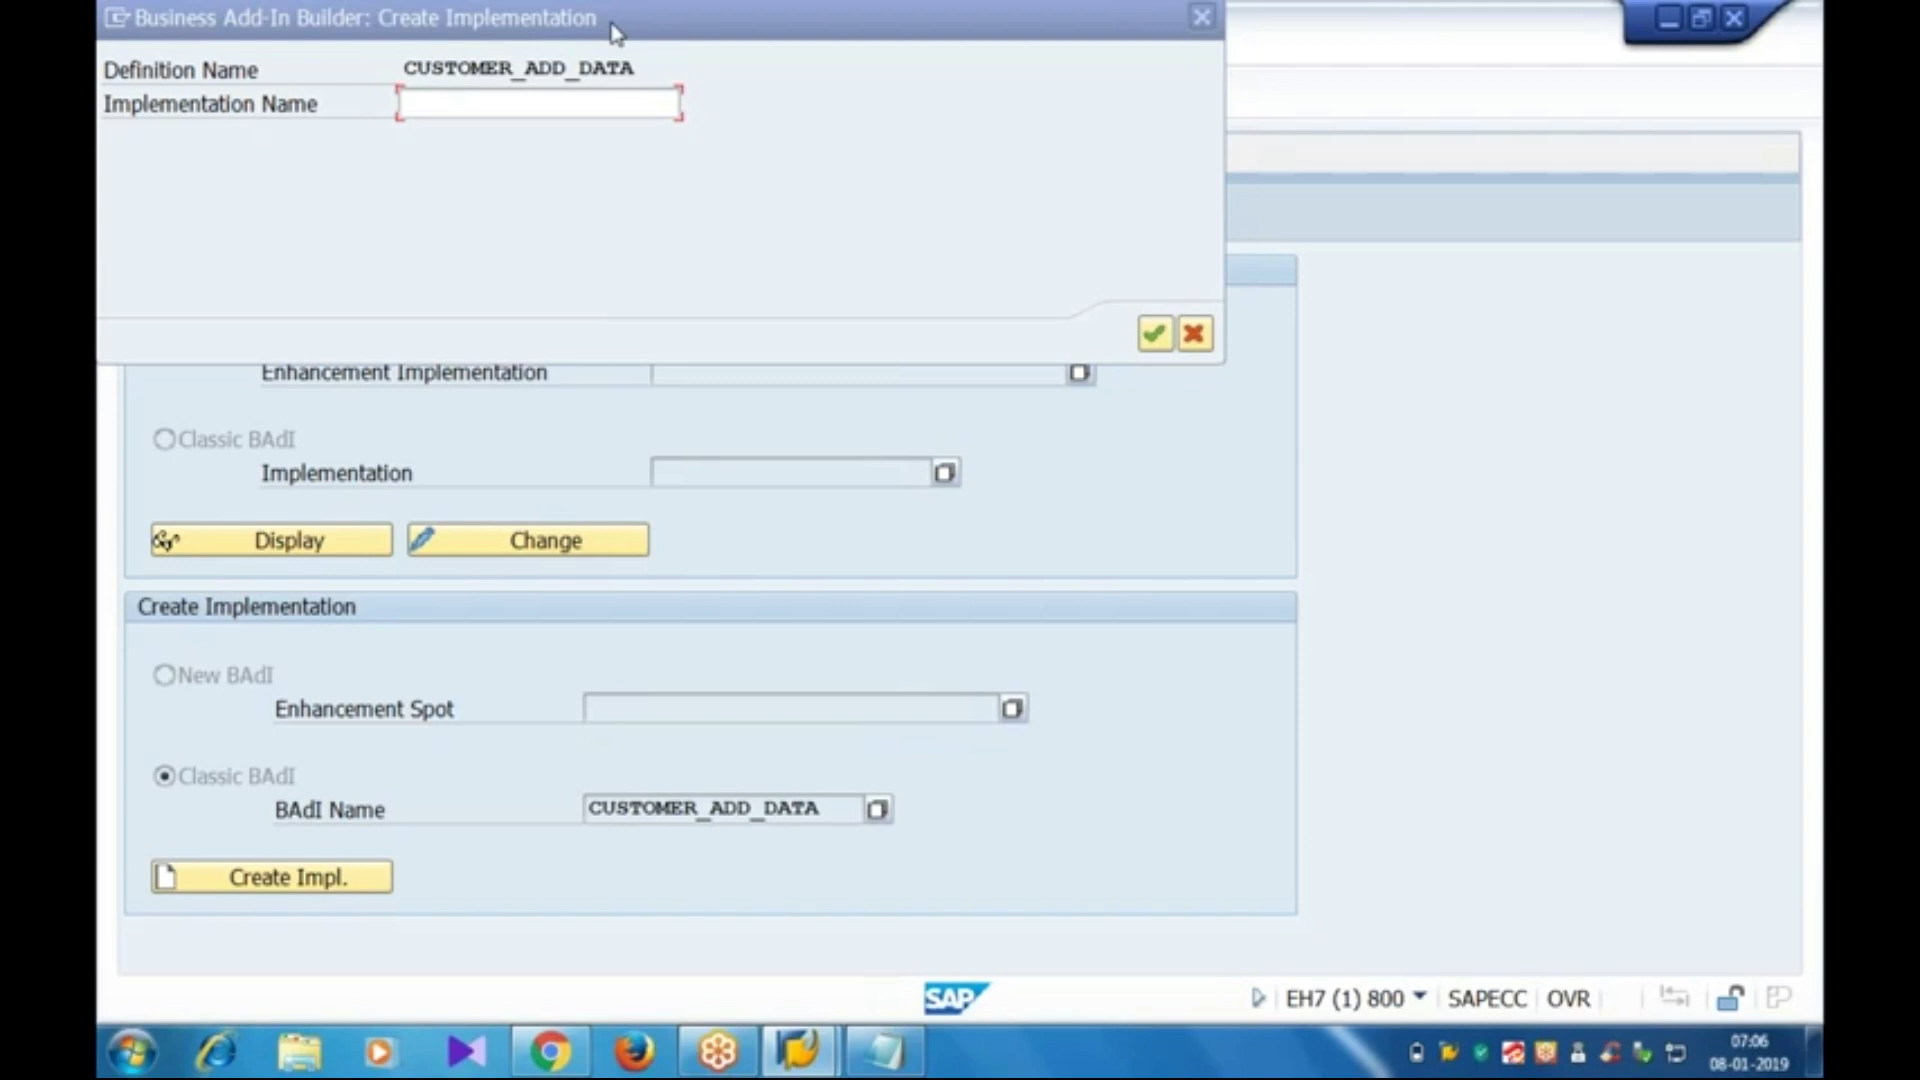 Business Add-In Builder: Create Implementation
Definition Name CUSTOMER_ADD_DATA
Implementation Name
Enhancement Implementation
Classic BAdI
Implementation
Display Change
Create Implementation
New BAdI
Enhancement Spot
Classic BAdI
BAdI Name CUSTOMER_ADD_DATA
Create Impl.
SAP EH7 (1) 800 SAPECC OVR
07:06
08-01-2019